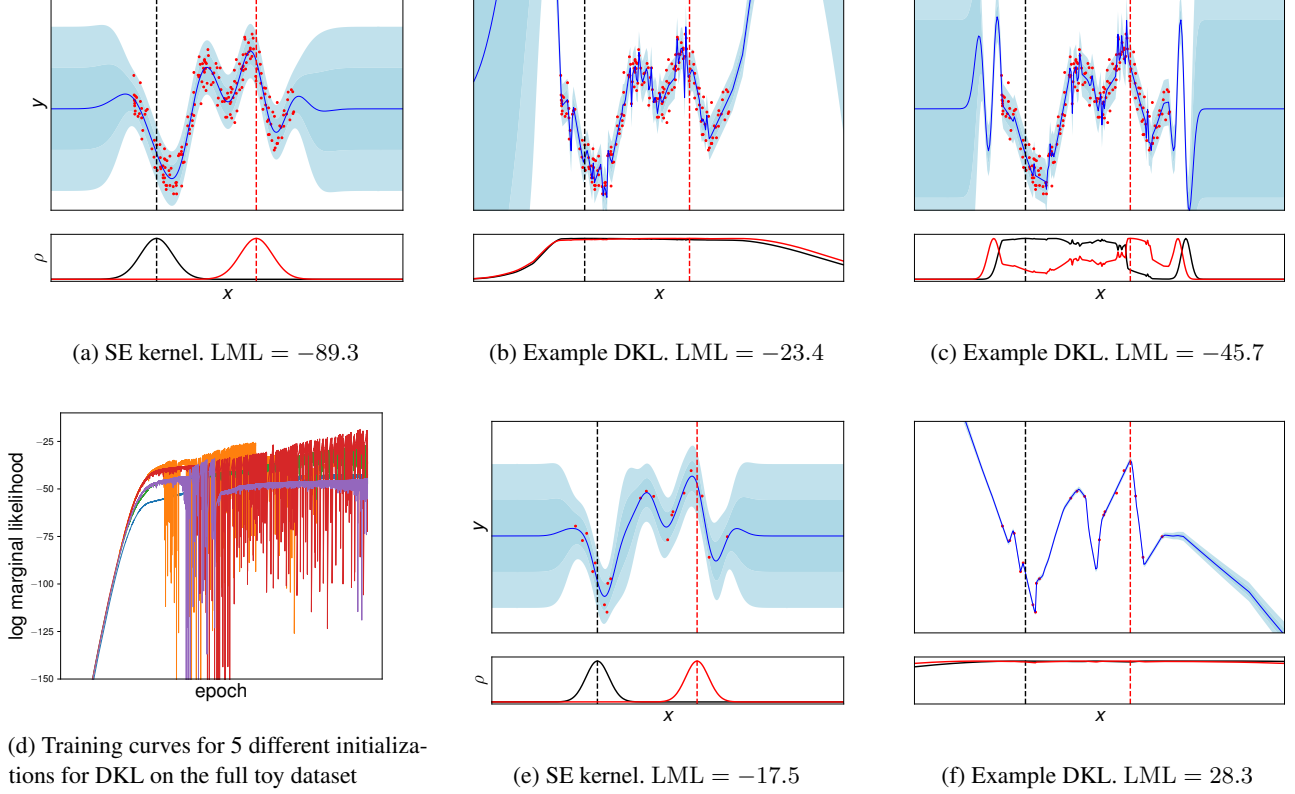 y
ρ
x
x
x
(a) SE kernel. LML = −89.3
(b) Example DKL. LML = −23.4
(c) Example DKL. LML = −45.7
log marginal likelihood
−25
−50
−75
−100
−125
−150
epoch
y
ρ
x
x
(d) Training curves for 5 different initializa-
tions for DKL on the full toy dataset
(e) SE kernel. LML = −17.5
(f) Example DKL. LML = 28.3